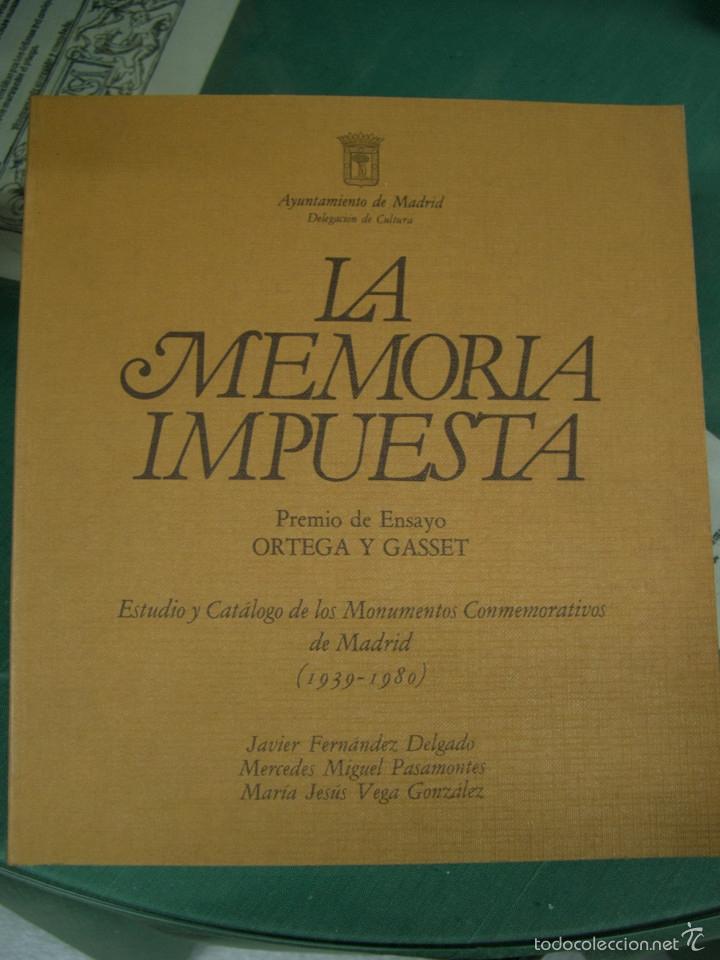 Ayuntamiento de Madrid
Delegación de Cultura
LA
MEMORIA
IMPUESTA
Premio de Ensayo
ORTEGA Y GASSET
Estudio y Catálogo de los Monumentos Conmemorativos
de Madrid
(1939-1980)
Javier Fernández Delgado
Mercedes Miguel Pasamontes
María Jesús Vega González
todocoleccion.net